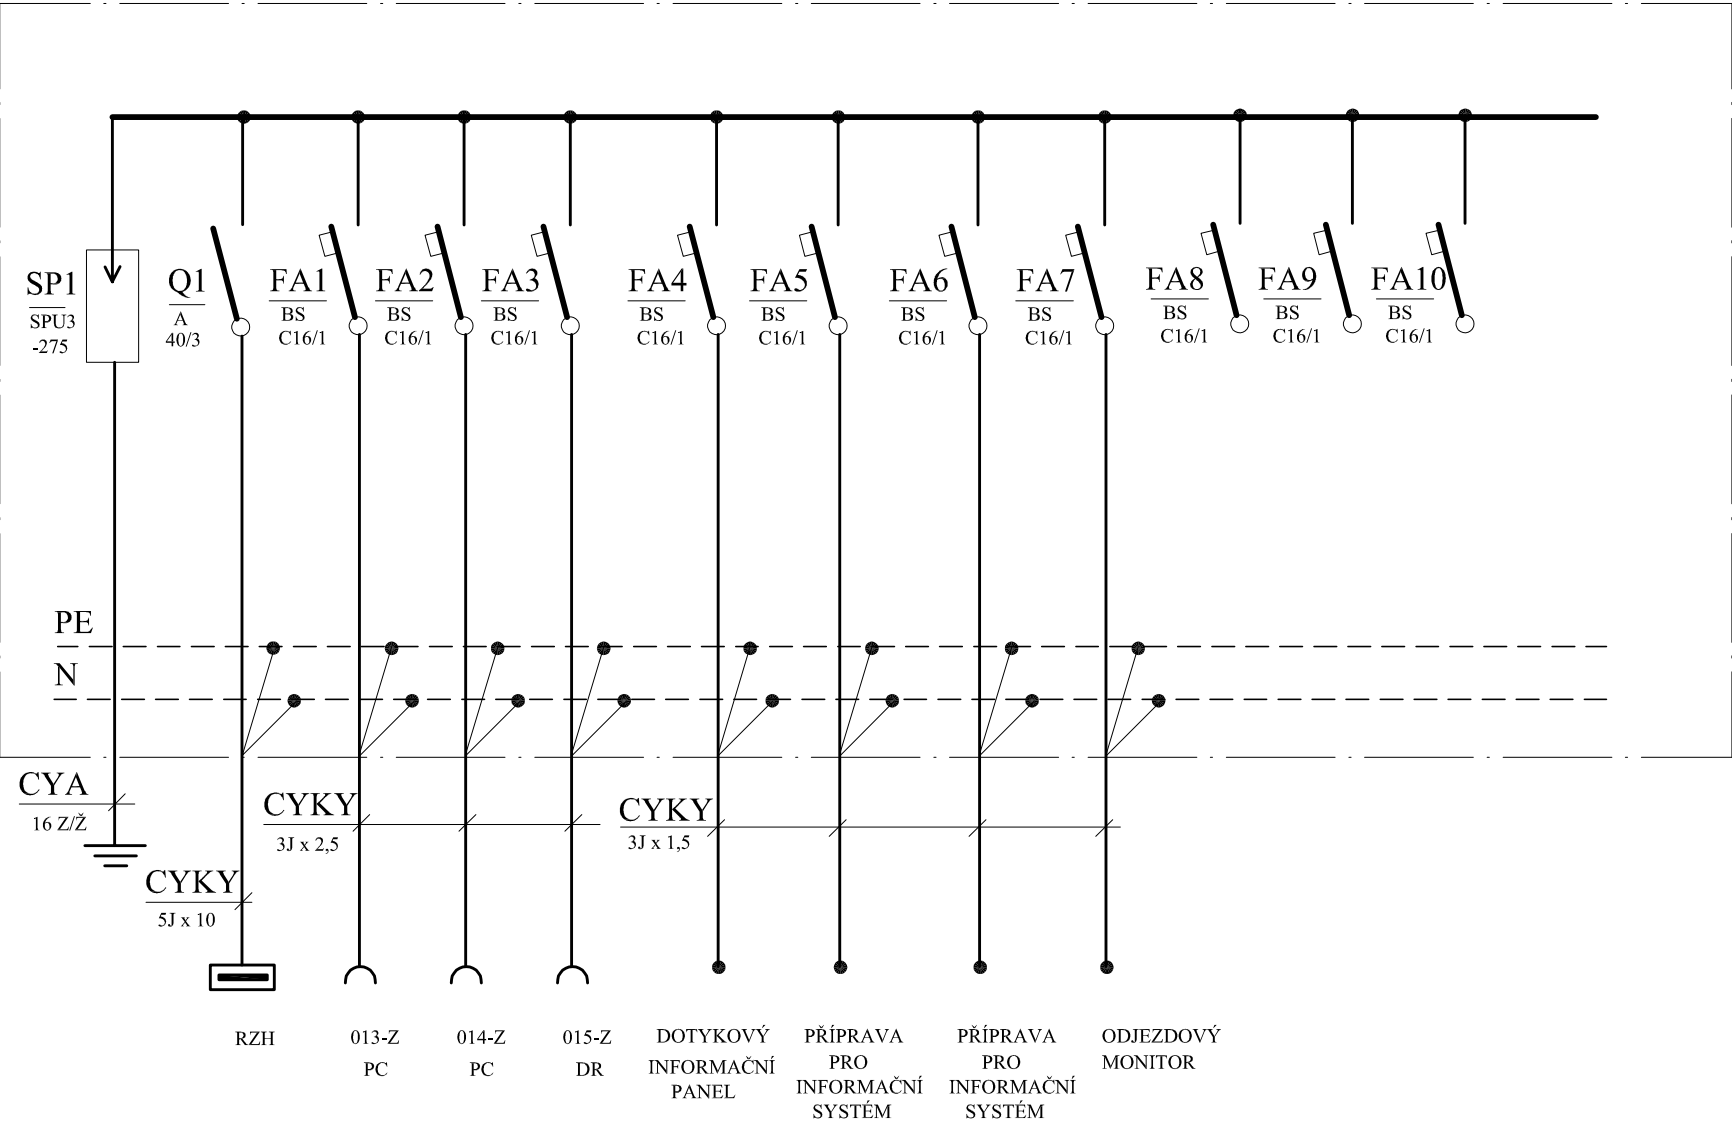 SP1
SPU3
-275
Q1
A
40/3
FA1
BS
C16/1
FA2
BS
C16/1
FA3
BS
C16/1
FA4
BS
C16/1
FA5
BS
C16/1
FA6
BS
C16/1
FA7
BS
C16/1
FA8
BS
C16/1
FA9
BS
C16/1
FA10
BS
C16/1
PE
N
CYA
16 Z/Ž
CYKY
5J x 10
CYKY
3J x 2,5
CYKY
3J x 1,5
RZH
013-Z
PC
014-Z
PC
015-Z
DR
DOTYKOVÝ
INFORMAČNÍ
PANEL
PŘÍPRAVA
PRO
INFORMAČNÍ
SYSTÉM
PŘÍPRAVA
PRO
INFORMAČNÍ
SYSTÉM
ODJEZDOVÝ
MONITOR